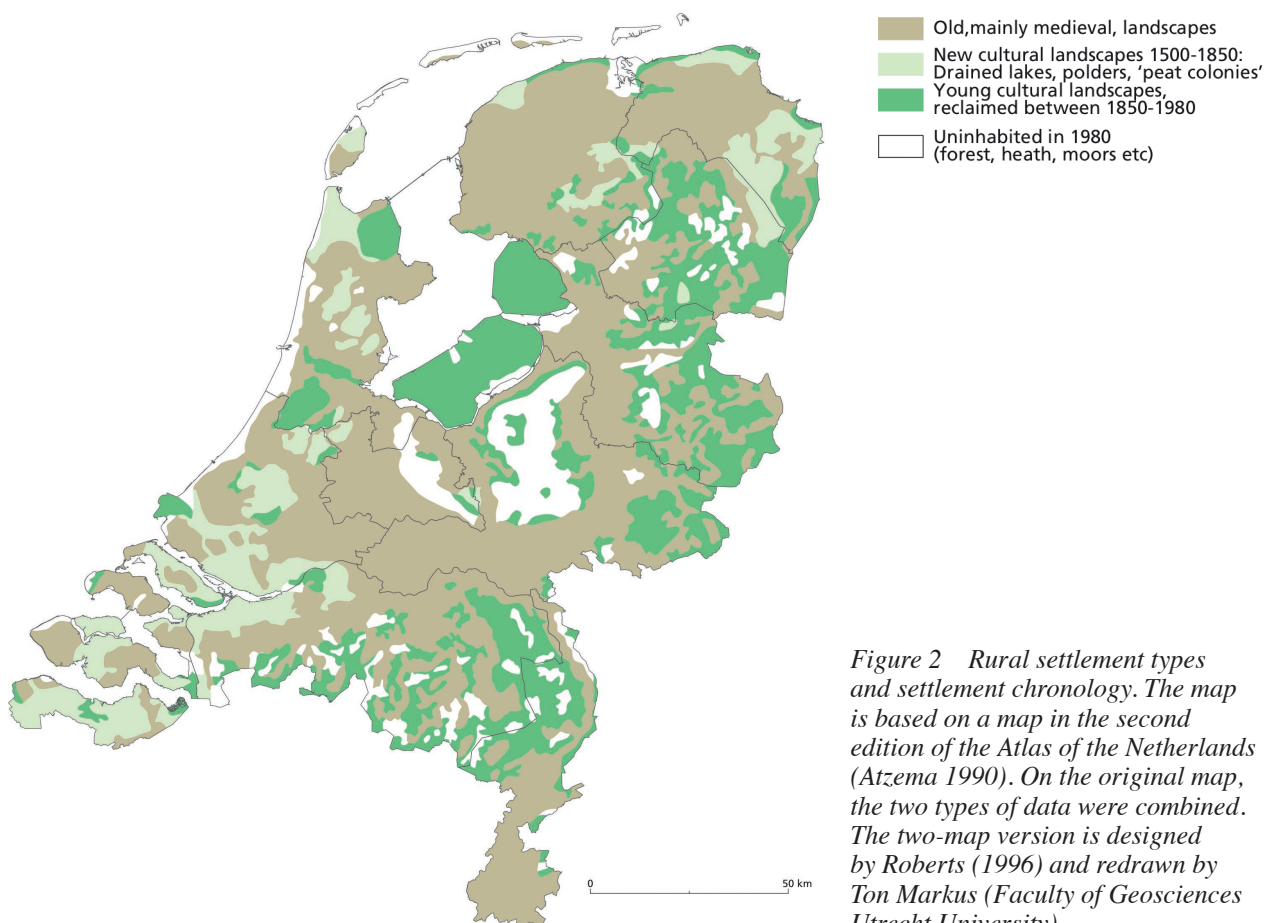 Old,mainly medieval, landscapes
New cultural landscapes 1500-1850:
Drained lakes, polders, 'peat colonies'
Young cultural landscapes,
reclaimed between 1850-1980
Uninhabited in 1980
(forest, heath, moors etc)
Figure 2 Rural settlement types
and settlement chronology. The map
is based on a map in the second
edition of the Atlas of the Netherlands
(Atzema 1990). On the original map,
the two types of data were combined.
The two-map version is designed
by Roberts (1996) and redrawn by
Ton Markus (Faculty of Geosciences
Utrecht University)
0 50 km